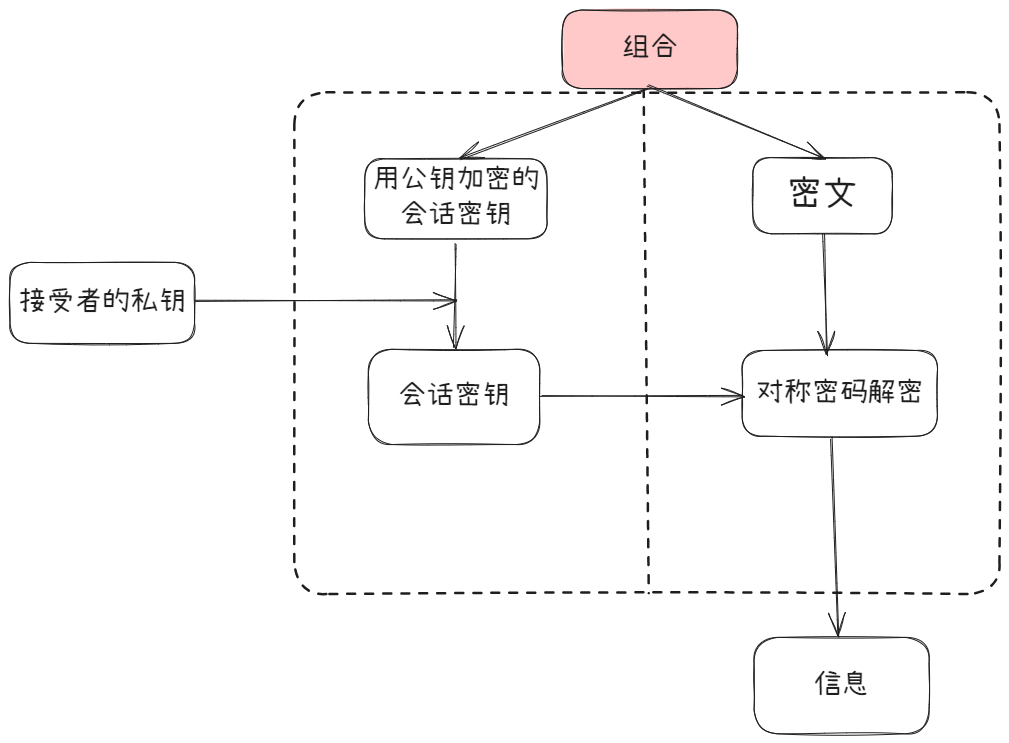 组合
用公钥加密的
会话密钥
密文
接受者的私钥
会话密钥
对称密码解密
信息